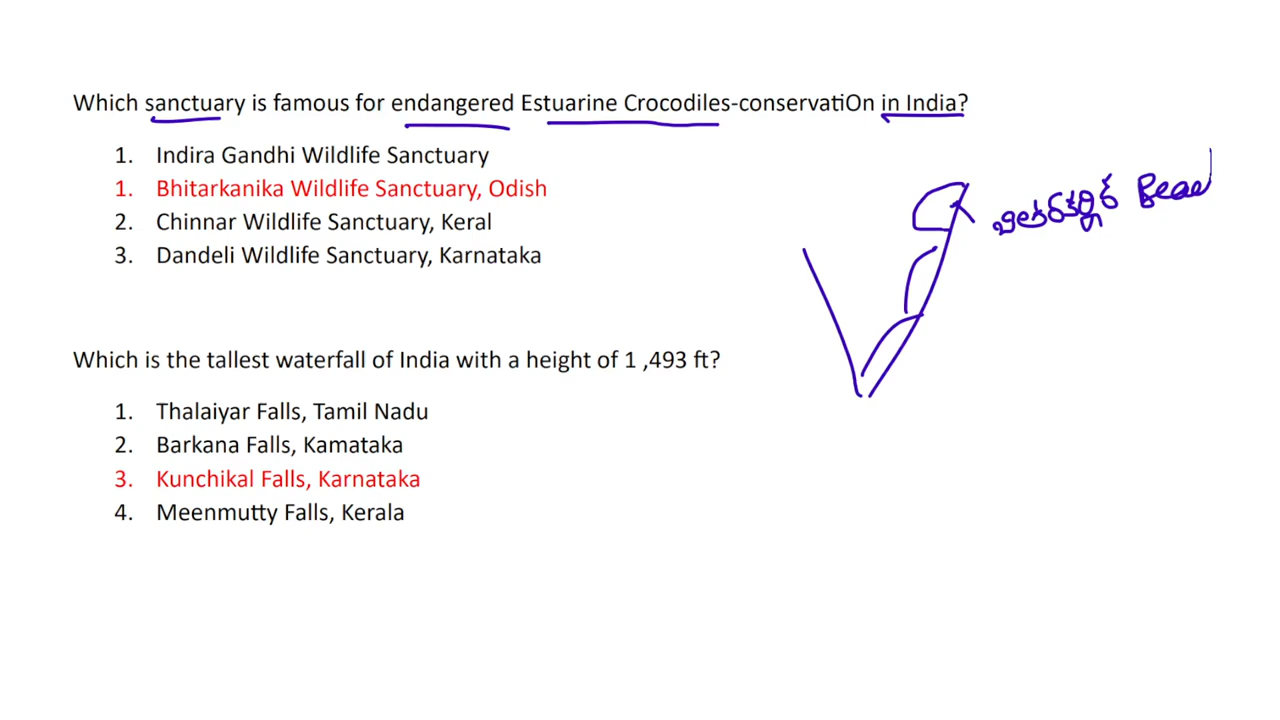 Which sanctuary is famous for endangered Estuarine Crocodiles-conservatiOn in India?
1. Indira Gandhi Wildlife Sanctuary
1. Bhitarkanika Wildlife Sanctuary, Odish
2. Chinnar Wildlife Sanctuary, Keral
3. Dandeli Wildlife Sanctuary, Karnataka
Which is the tallest waterfall of India with a height of 1 ,493 ft?
1. Thalaiyar Falls, Tamil Nadu
2. Barkana Falls, Kamataka
3. Kunchikal Falls, Karnataka
4. Meenmutty Falls, Kerala